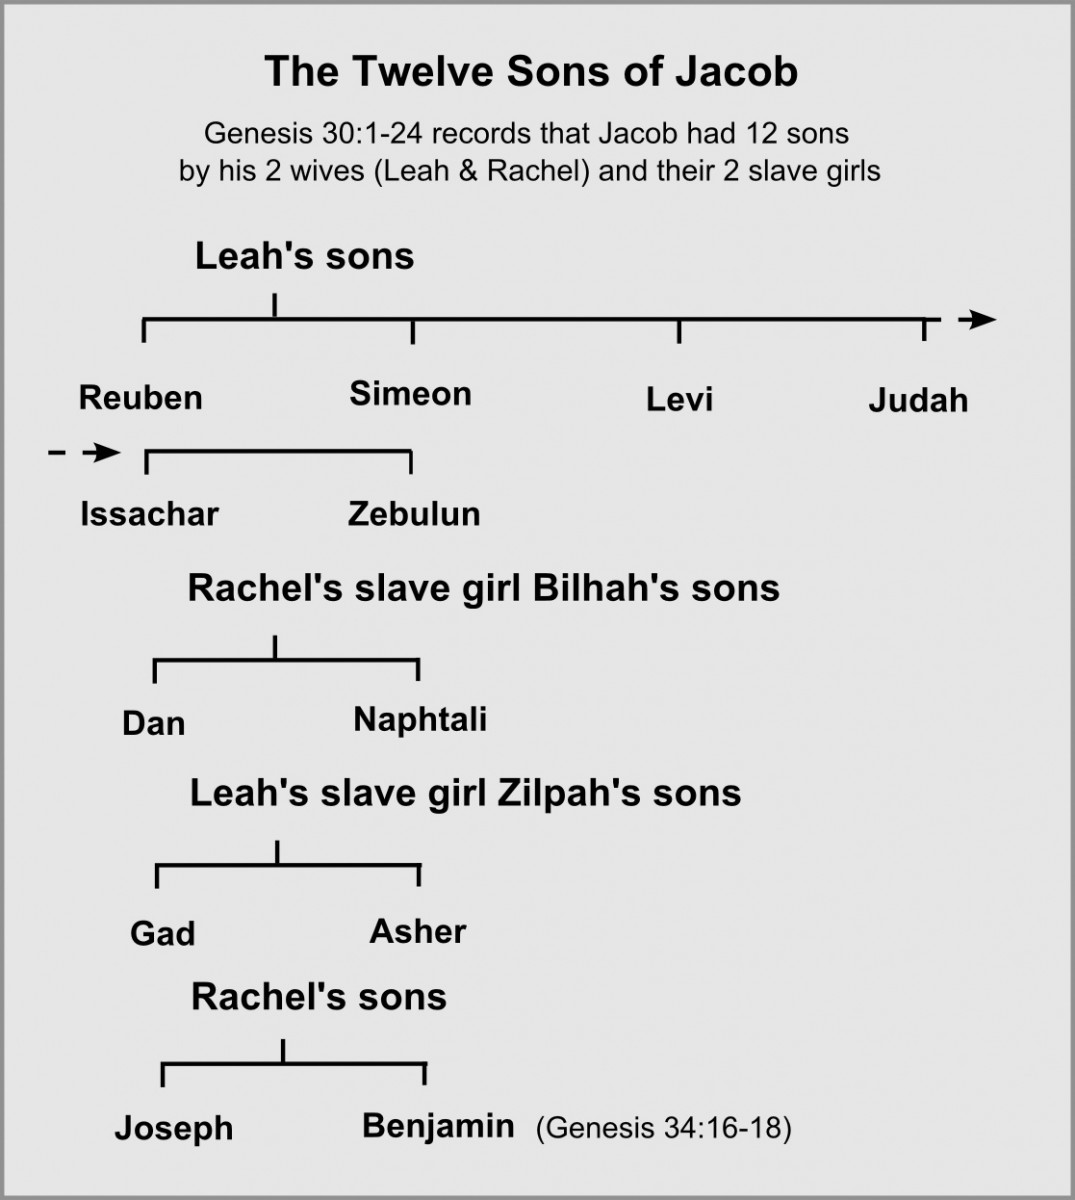 The Twelve Sons of Jacob
Genesis 30:1-24 records that Jacob had 12 sons
by his 2 wives (Leah & Rachel) and their 2 slave girls
Leah's sons
Reuben Simeon Levi Judah
Issachar Zebulun
Rachel's slave girl Bilhah's sons
Dan Naphtali
Leah's slave girl Zilpah's sons
Gad Asher
Rachel's sons
Joseph Benjamin (Genesis 34:16-18)